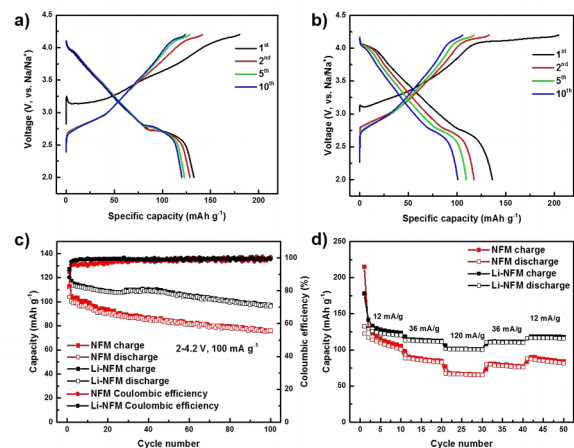 a)
4.5
4.0
3.5
3.0
2.5
2.0
Voltage (V, vs. Na/Na⁺)
0 50 100 150 200
Specific capacity (mAh g⁻¹)
1ˢᵗ
2ⁿᵈ
5ᵗʰ
10ᵗʰ
b)
4.5
4.0
3.5
3.0
2.5
2.0
Voltage (V, vs. Na/Na⁺)
0 50 100 150 200
Specific capacity (mAh g⁻¹)
1ˢᵗ
2ⁿᵈ
5ᵗʰ
10ᵗʰ
c)
140
120
100
80
60
40
20
0
Capacity (mAh g⁻¹)
100
80
60
40
20
0
Coloumbic efficiency (%)
2-4.2 V, 100 mA g⁻¹
NFM charge
NFM discharge
Li-NFM charge
Li-NFM discharge
NFM Coulombic efficiency
Li-NFM Coulombic efficiency
0 20 40 60 80 100
Cycle number
d)
250
200
150
100
50
0
Capacity (mAh g⁻¹)
NFM charge
NFM discharge
Li-NFM charge
Li-NFM discharge
12 mA/g
36 mA/g
120 mA/g
36 mA/g
12 mA/g
0 5 10 15 20 25 30 35 40 45 50
Cycle number